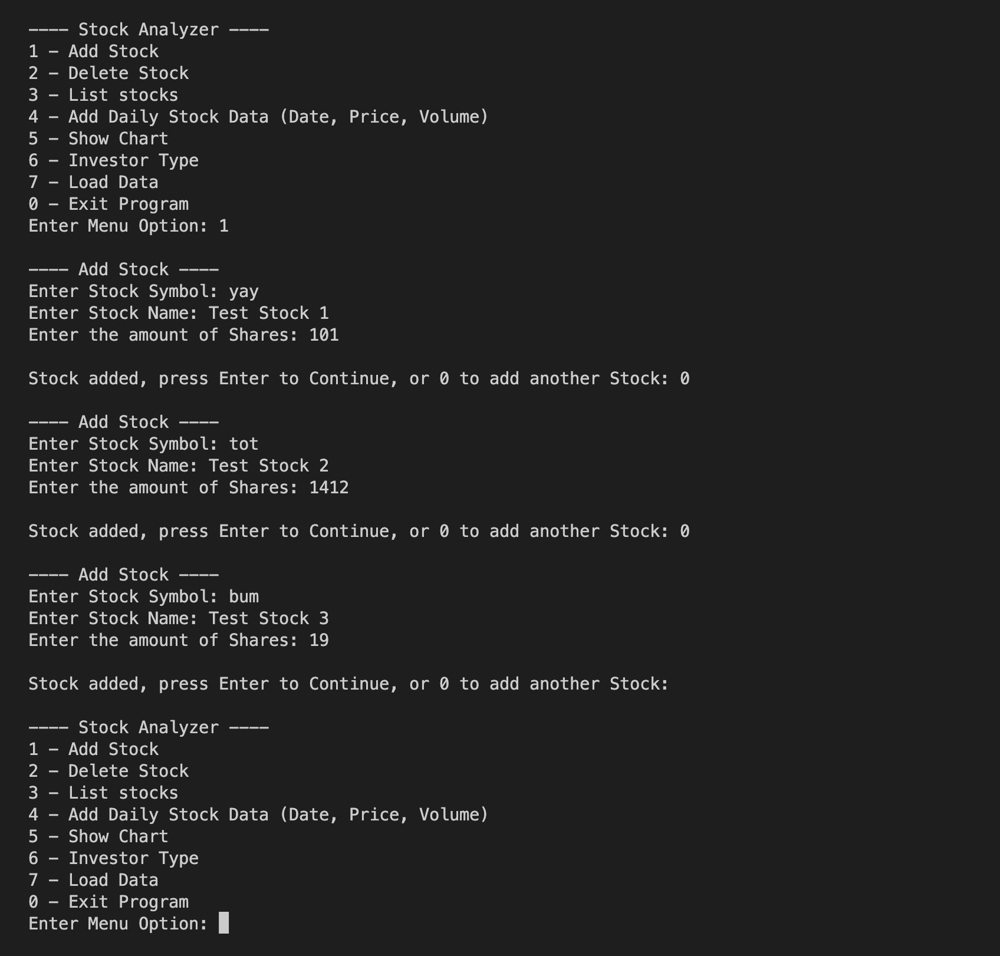 ---- Stock Analyzer ----
1 - Add Stock
2 - Delete Stock
3 - List stocks
4 - Add Daily Stock Data (Date, Price, Volume)
5 - Show Chart
6 - Investor Type
7 - Load Data
0 - Exit Program
Enter Menu Option: 1
---- Add Stock ----
Enter Stock Symbol: yay
Enter Stock Name: Test Stock 1
Enter the amount of Shares: 101
Stock added, press Enter to Continue, or 0 to add another Stock: 0
---- Add Stock ----
Enter Stock Symbol: tot
Enter Stock Name: Test Stock 2
Enter the amount of Shares: 1412
Stock added, press Enter to Continue, or 0 to add another Stock: 0
---- Add Stock ----
Enter Stock Symbol: bum
Enter Stock Name: Test Stock 3
Enter the amount of Shares: 19
Stock added, press Enter to Continue, or 0 to add another Stock:
---- Stock Analyzer ----
1 - Add Stock
2 - Delete Stock
3 - List stocks
4 - Add Daily Stock Data (Date, Price, Volume)
5 - Show Chart
6 - Investor Type
7 - Load Data
0 - Exit Program
Enter Menu Option: